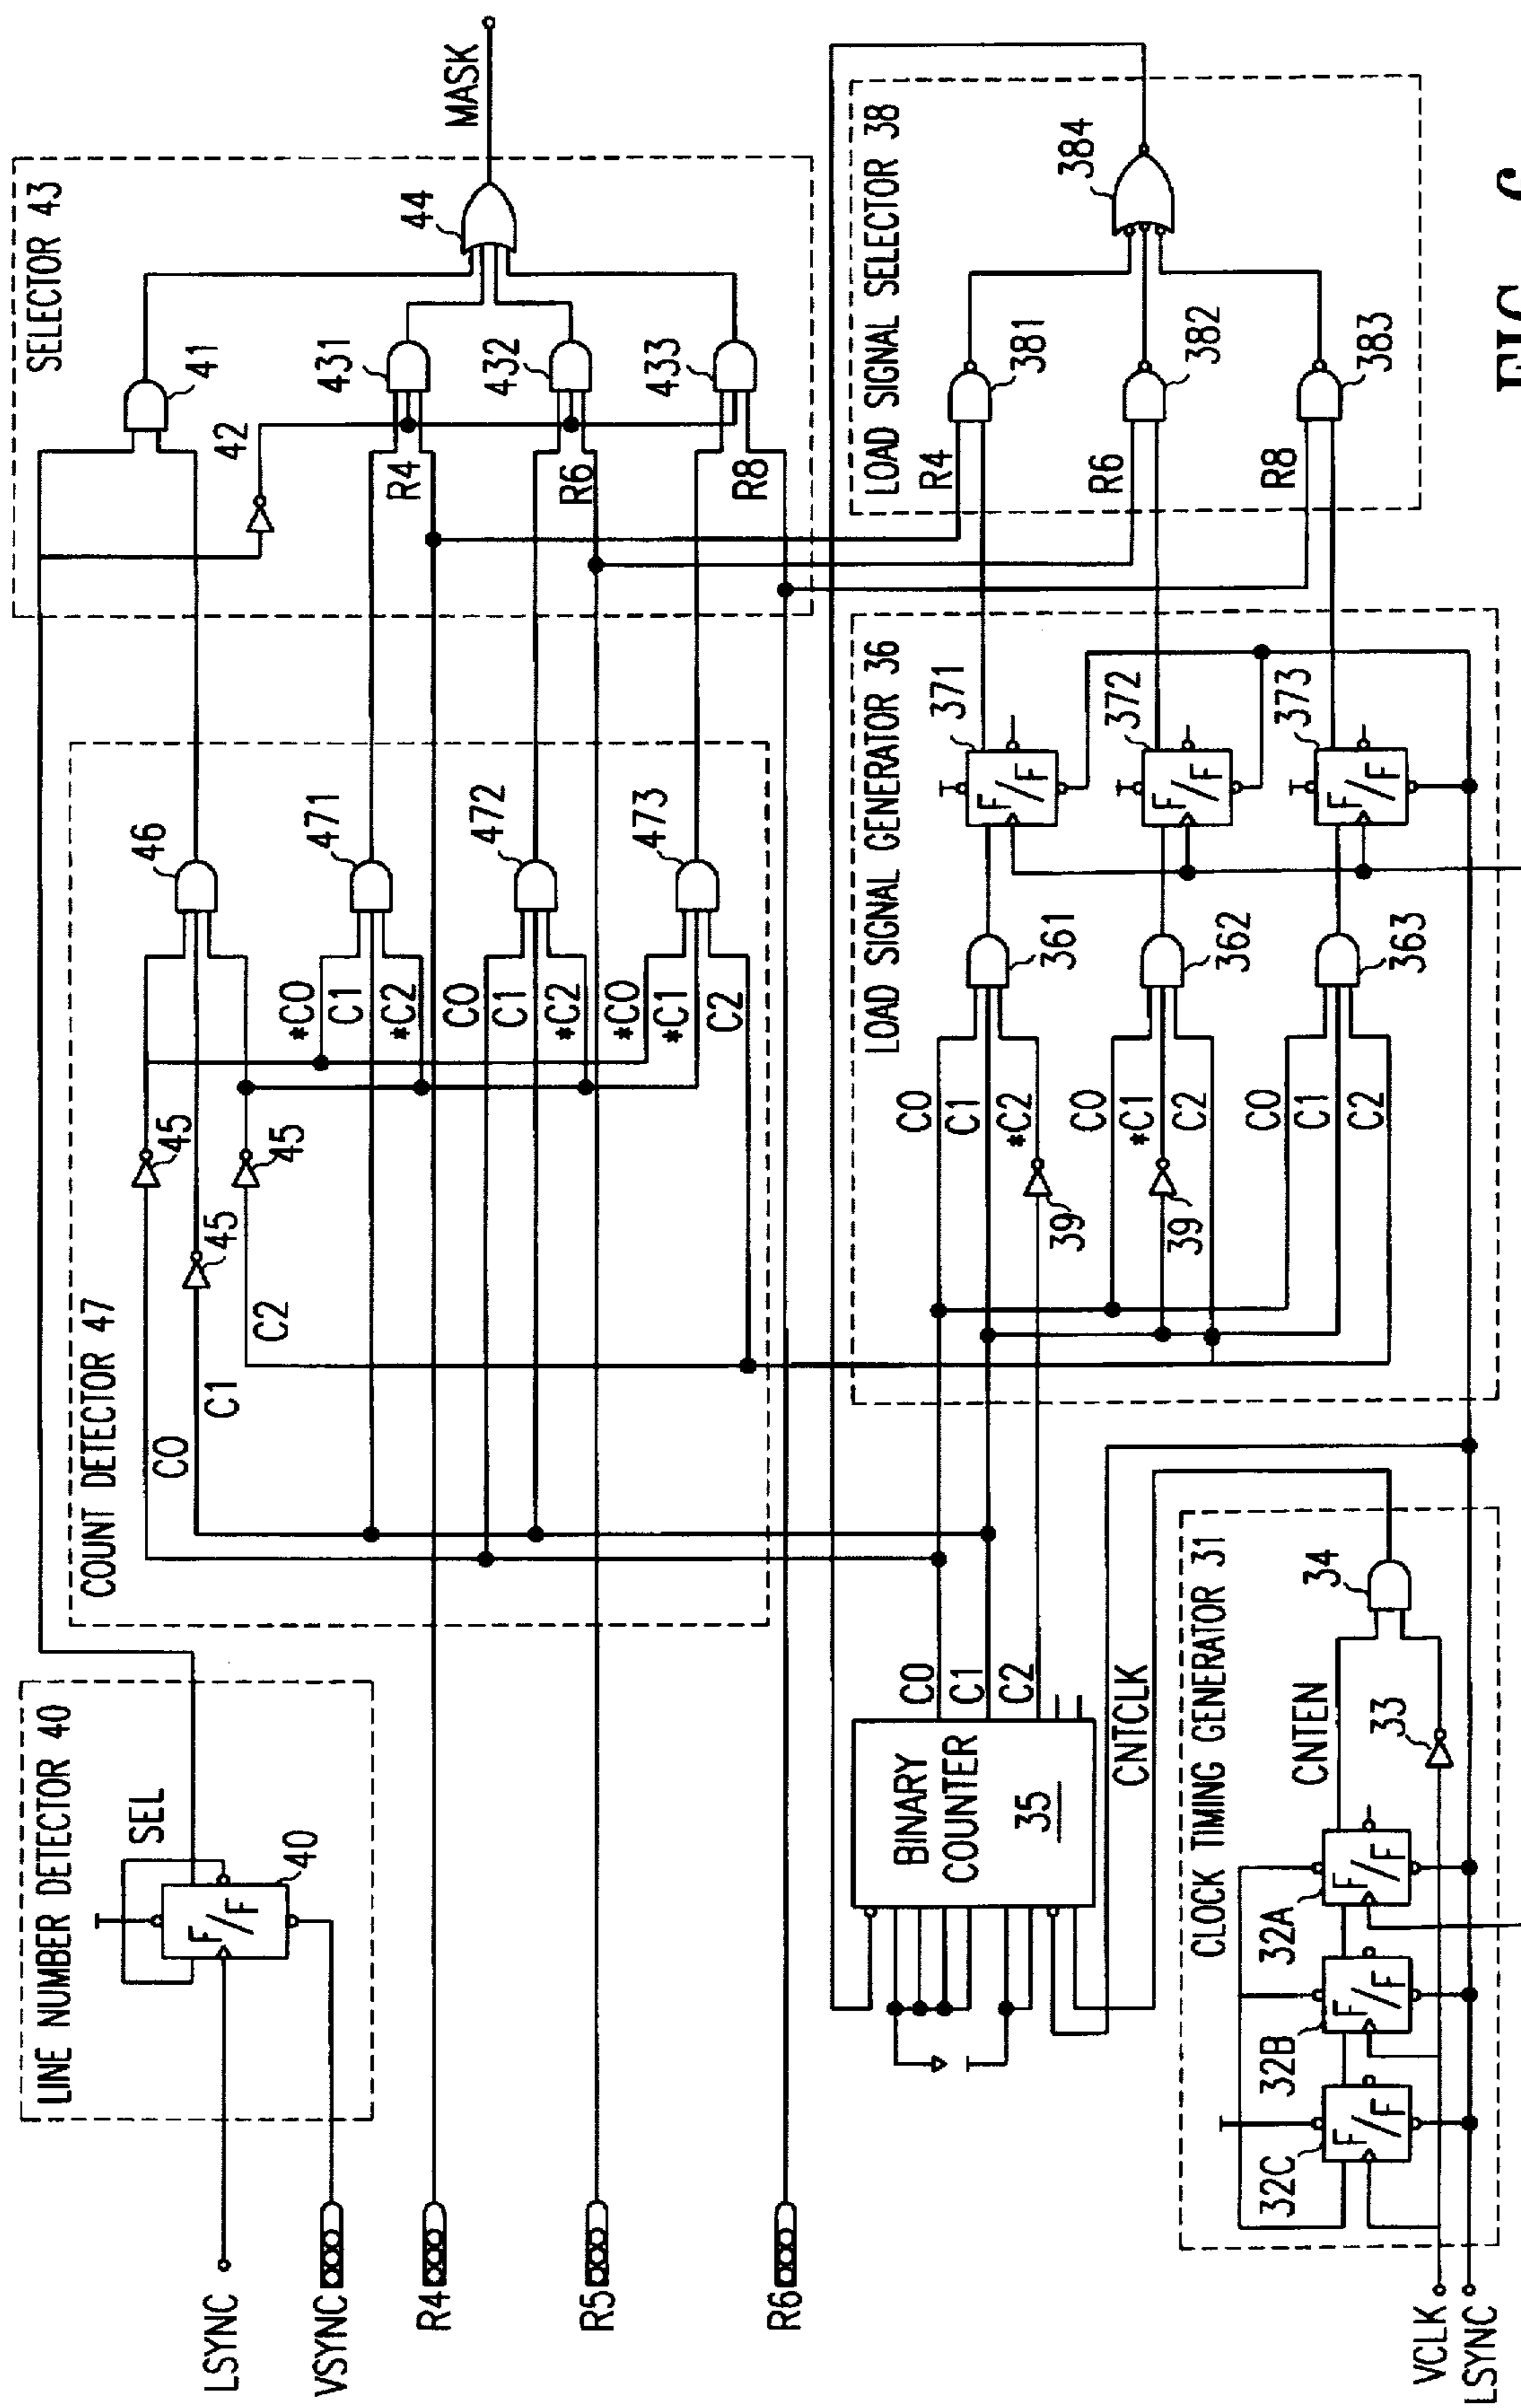 LINE NUMBER DETECTOR 40
SEL
F/F
40
LSYNC
VSYNC
R4
R5
R6
COUNT DETECTOR 47
C0
C1
C2
45
45
45
46
*C0
C1
*C2
471
C0
C1
*C2
472
*C0
*C1
C2
473
SELECTOR 43
41
42
R4
431
R6
432
R8
433
44
MASK
BINARY
COUNTER
35
C0
C1
C2
CNTCLK
LOAD SIGNAL GENERATOR 36
C0
C1
*C2
39
361
F/F
371
C0
*C1
C2
39
362
F/F
372
C0
C1
C2
363
F/F
373
LOAD SIGNAL SELECTOR 38
R4
381
R6
382
R8
383
384
CLOCK TIMING GENERATOR 31
32C
F/F
32B
F/F
32A
F/F
CNTEN
33
34
VCLK
LSYNC